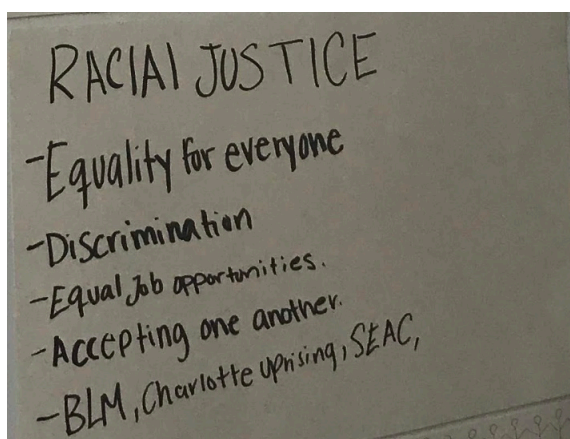 RACIAl JUSTICE
-Equality for everyone
-Discrimination
-Equal Job opportunities.
-Accepting one another.
-BLM, Charlotte uprising, SEAC,